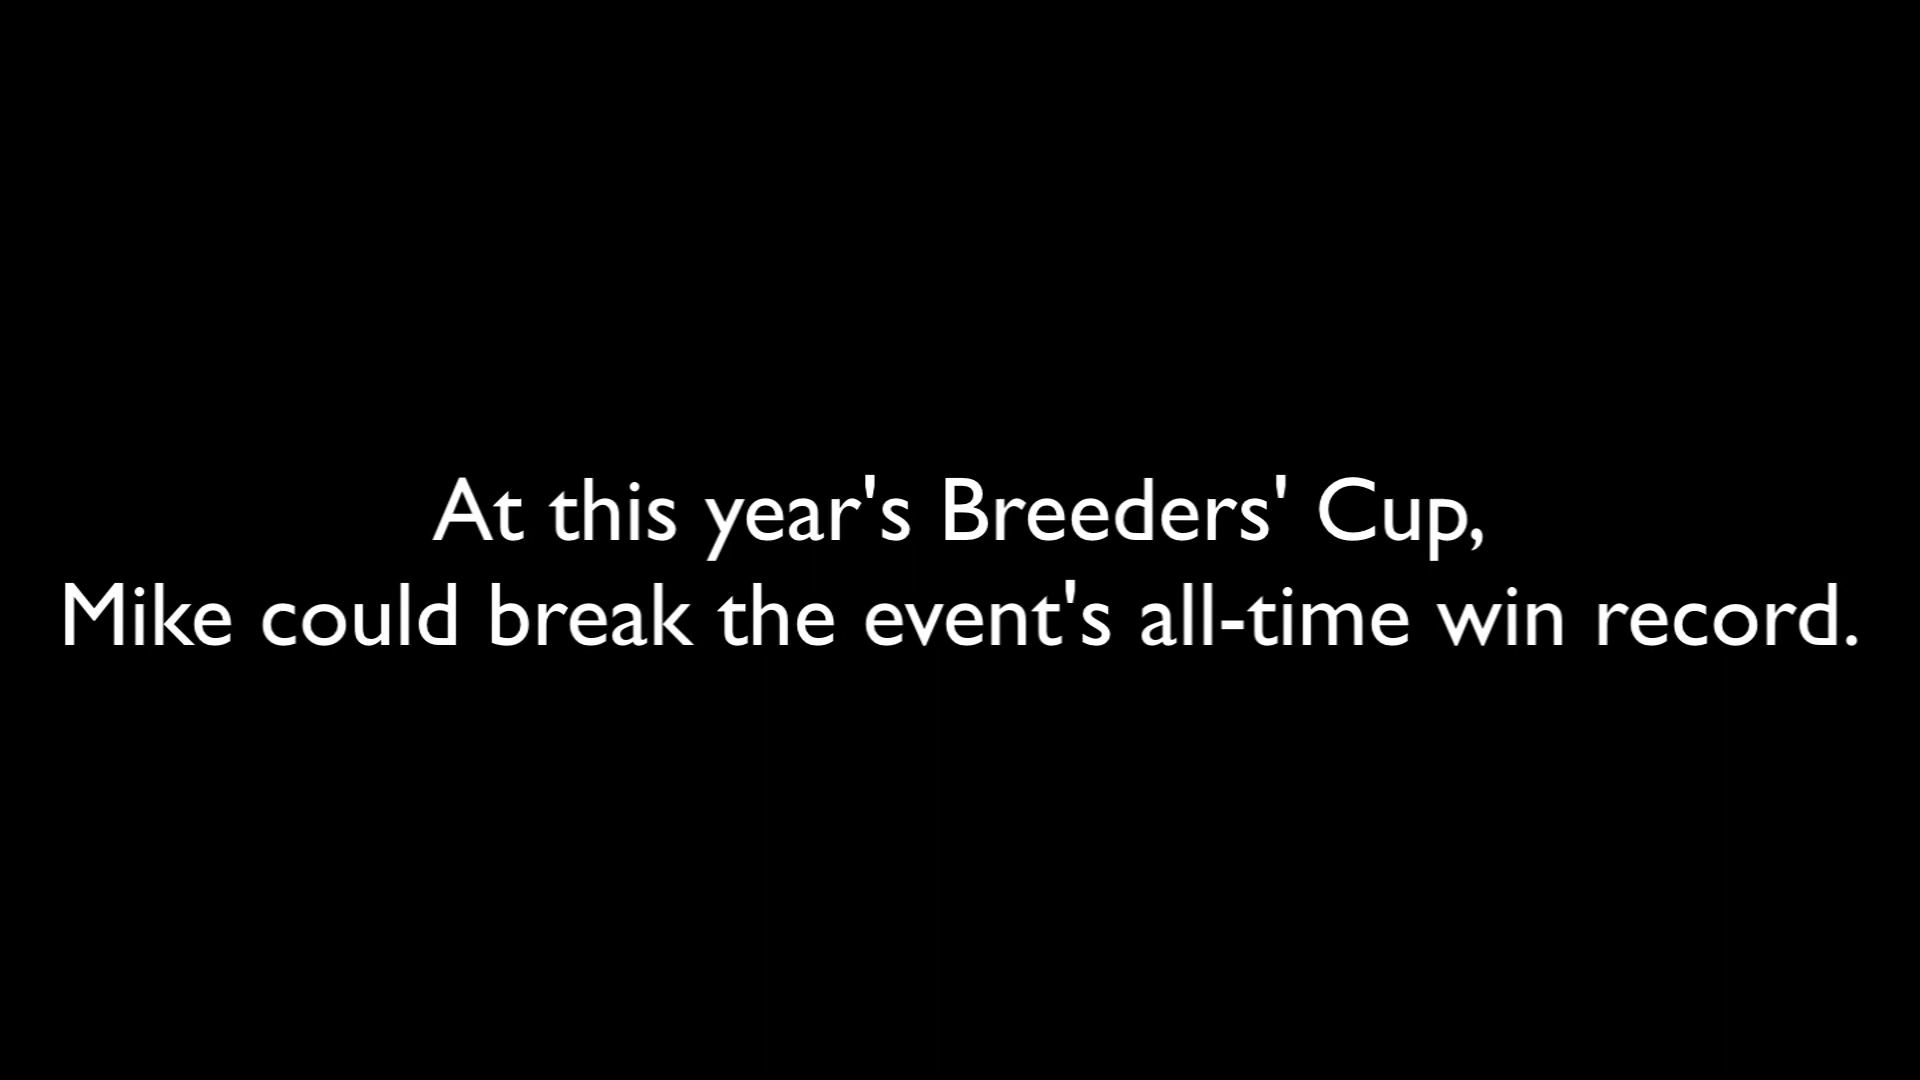 At this year's Breeders' Cup,
Mike could break the event's all-time win record.